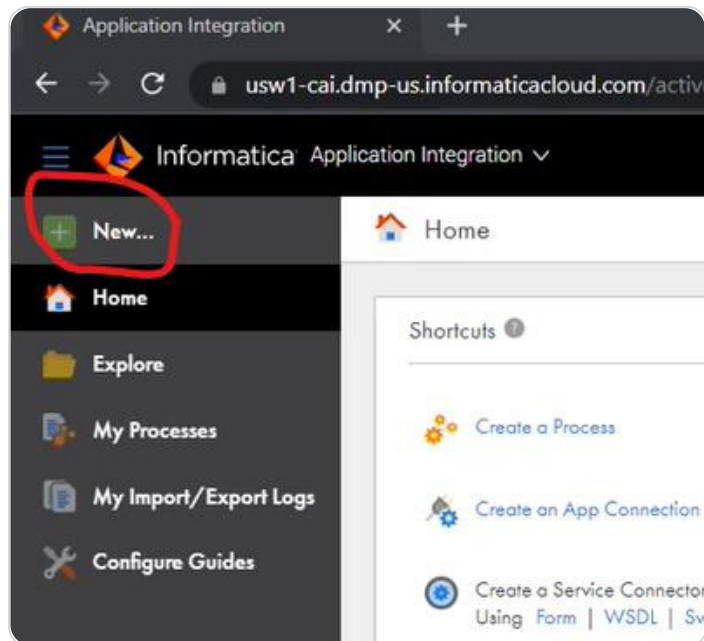 Application Integration
usw1-cai.dmp-us.informaticacloud.com/activ
Informatica Application Integration
New...
Home
Explore
My Processes
My Import/Export Logs
Configure Guides
Home
Shortcuts
Create a Process
Create an App Connection
Create a Service Connector
Using Form | WSDL | Sw